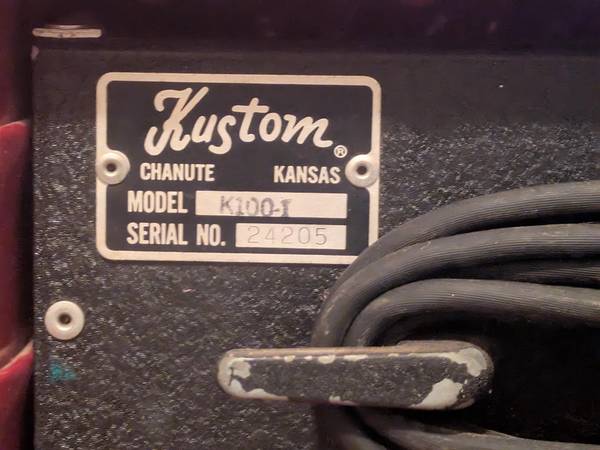 Kustom®
CHANUTE KANSAS
MODEL K100-1
SERIAL NO. 24205